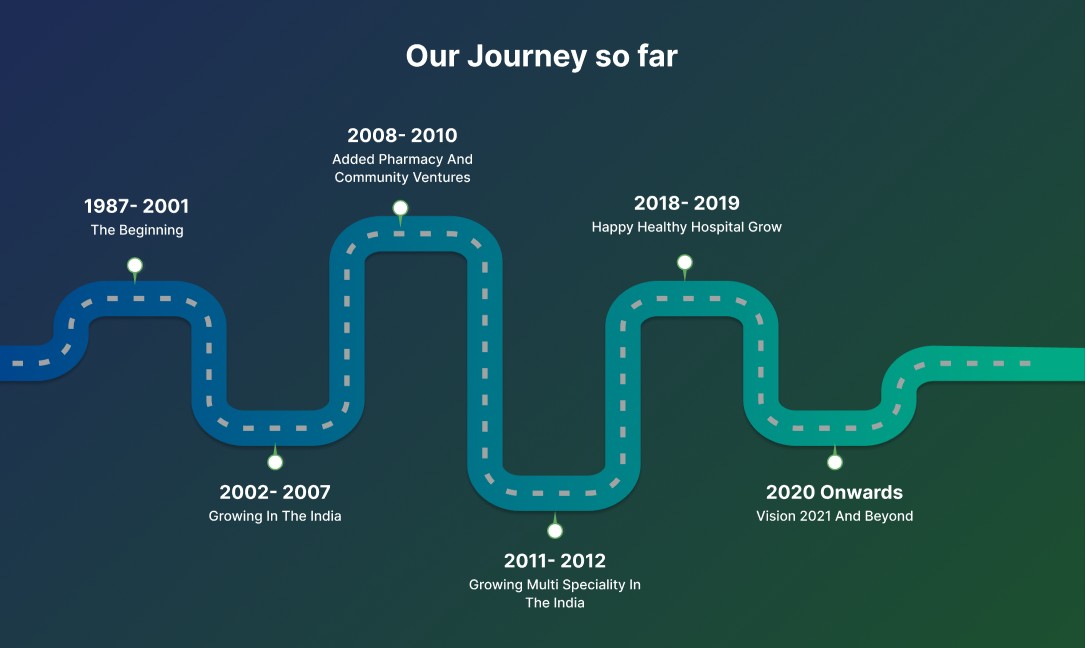 Our Journey so far
1987- 2001
The Beginning
2002- 2007
Growing In The India
2008- 2010
Added Pharmacy And
Community Ventures
2011- 2012
Growing Multi Speciality In
The India
2018- 2019
Happy Healthy Hospital Grow
2020 Onwards
Vision 2021 And Beyond